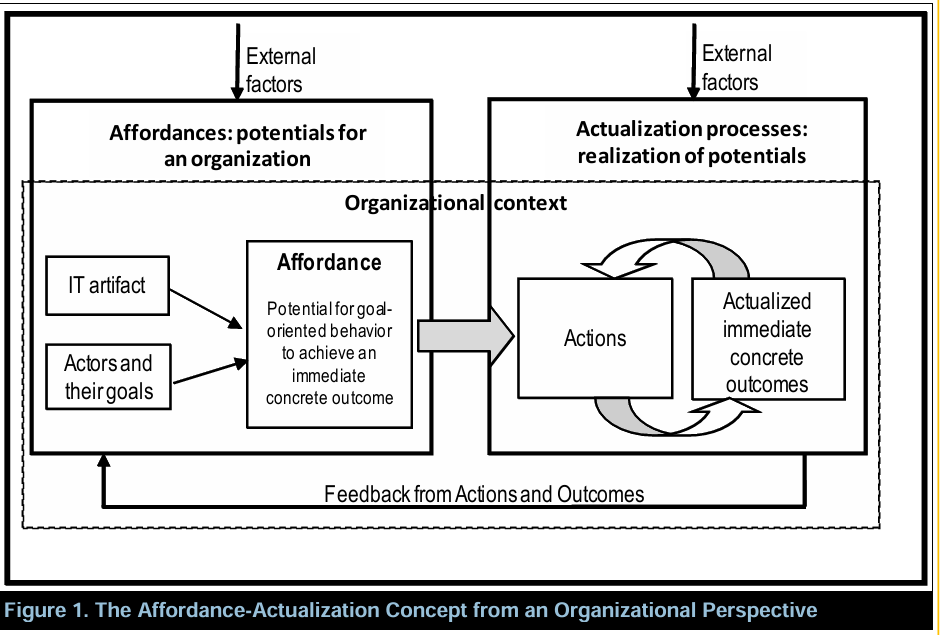 External
factors
External
factors
Affordances: potentials for
an organization
Actualization processes:
realization of potentials
Organizational context
IT artifact
Actors and
their goals
Affordance
Potential for goal-
oriented behavior
to achieve an
immediate
concrete outcome
Actions
Actualized
immediate
concrete
outcomes
Feedback from Actions and Outcomes
Figure 1. The Affordance-Actualization Concept from an Organizational Perspective